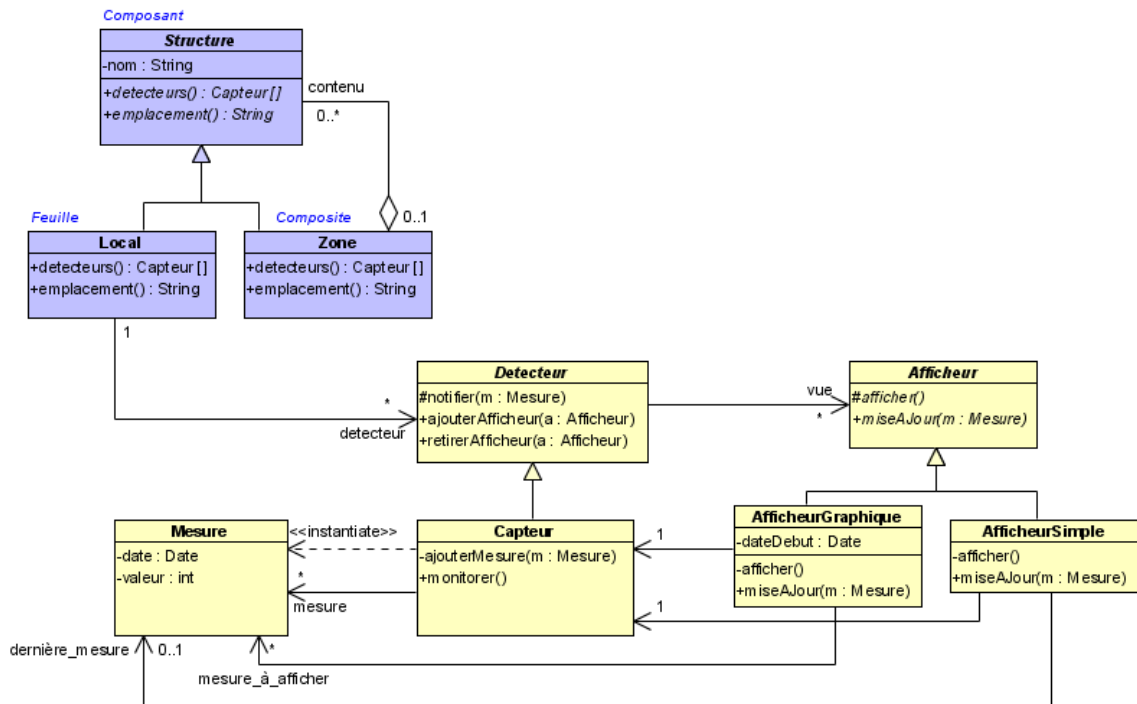 Composant
Structure
-nom : String
+detecteurs() : Capteur[]
+emplacement() : String
contenu
0..*
0..1
Feuille
Local
+detecteurs() : Capteur[]
+emplacement() : String
Composite
Zone
+detecteurs() : Capteur[]
+emplacement() : String
1
*
detecteur
Detecteur
#notifier(m : Mesure)
+ajouterAfficheur(a : Afficheur)
+retirerAfficheur(a : Afficheur)
vue
*
Afficheur
#afficher()
+miseAJour(m : Mesure)
Mesure
-date : Date
-valeur : int
<<instantiate>>
*
mesure
Capteur
-ajouterMesure(m : Mesure)
+monitorer()
1
1
AfficheurGraphique
-dateDebut : Date
-afficher()
+miseAJour(m : Mesure)
AfficheurSimple
-afficher()
+miseAJour(m : Mesure)
dernière_mesure
0..1
*
mesure_à_afficher